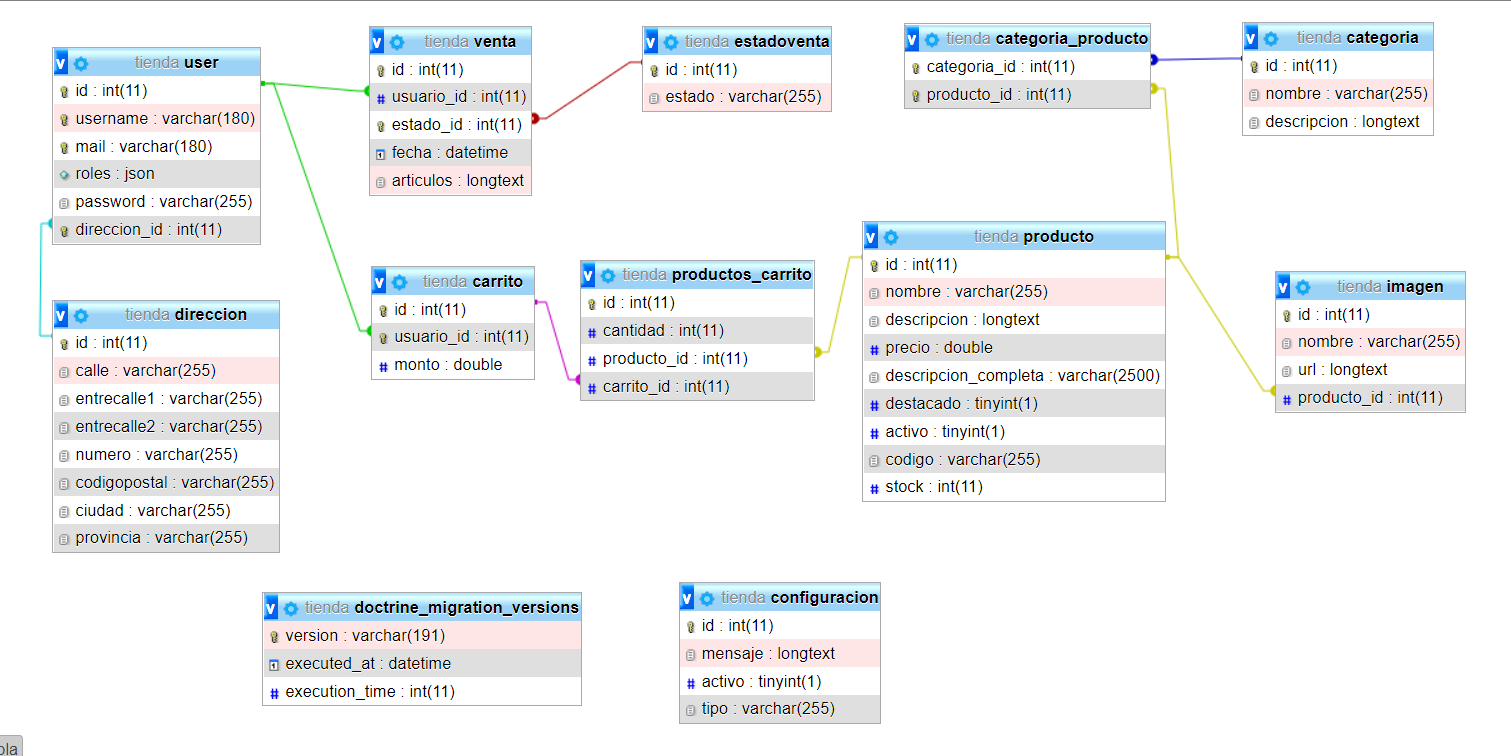 tienda user
id : int(11)
username : varchar(180)
mail : varchar(180)
roles : json
password : varchar(255)
direccion_id : int(11)
tienda venta
id : int(11)
usuario_id : int(11)
estado_id : int(11)
fecha : datetime
articulos : longtext
tienda estadoventa
id : int(11)
estado : varchar(255)
tienda categoria_producto
categoria_id : int(11)
producto_id : int(11)
tienda categoria
id : int(11)
nombre : varchar(255)
descripcion : longtext
tienda direccion
id : int(11)
calle : varchar(255)
entrecalle1 : varchar(255)
entrecalle2 : varchar(255)
numero : varchar(255)
codigopostal : varchar(255)
ciudad : varchar(255)
provincia : varchar(255)
tienda carrito
id : int(11)
usuario_id : int(11)
monto : double
tienda productos_carrito
id : int(11)
cantidad : int(11)
producto_id : int(11)
carrito_id : int(11)
tienda producto
id : int(11)
nombre : varchar(255)
descripcion : longtext
precio : double
descripcion_completa : varchar(2500)
destacado : tinyint(1)
activo : tinyint(1)
codigo : varchar(255)
stock : int(11)
tienda imagen
id : int(11)
nombre : varchar(255)
url : longtext
producto_id : int(11)
tienda doctrine_migration_versions
version : varchar(191)
executed_at : datetime
execution_time : int(11)
tienda configuracion
id : int(11)
mensaje : longtext
activo : tinyint(1)
tipo : varchar(255)